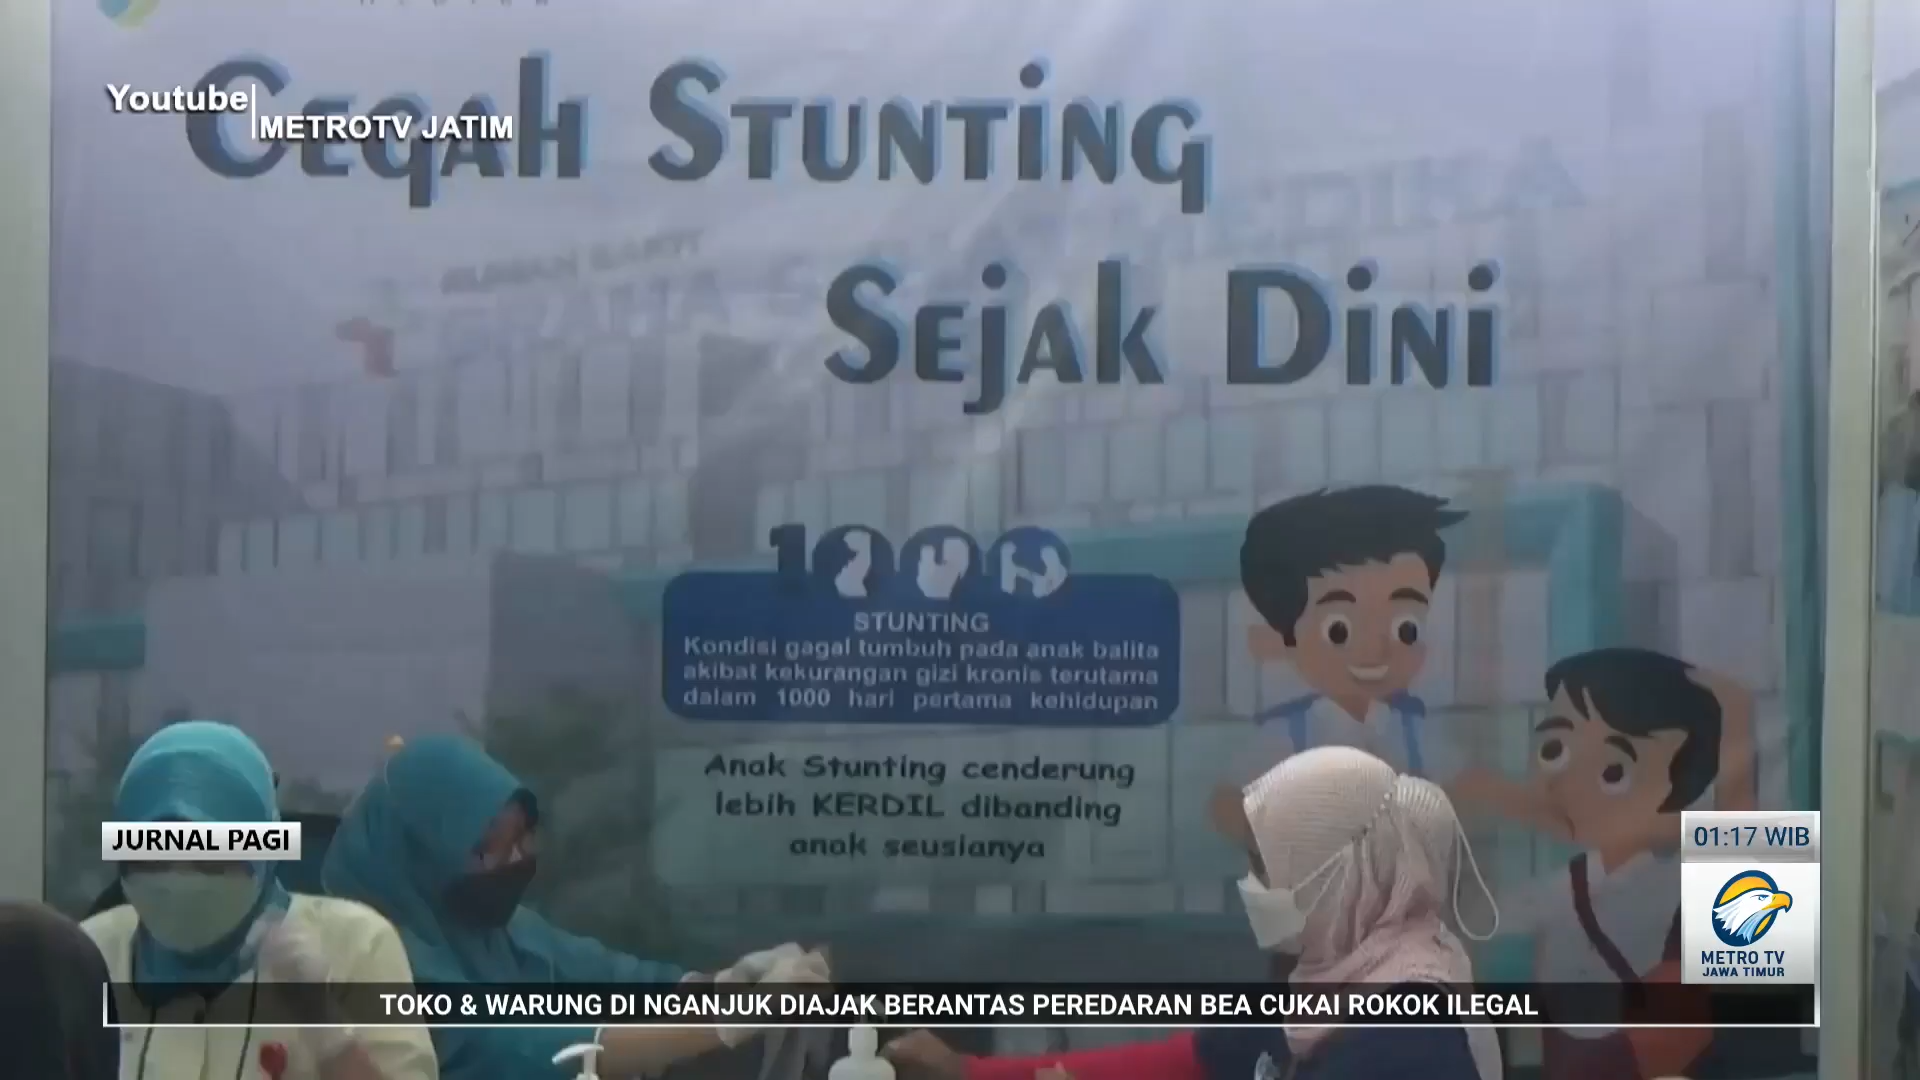 Youtube
METROTV JATIM
CEGAH STUNTING
SEJAK DINI
RUMAH SAKIT
STUNTING
Kondisi gagal tumbuh pada anak balita
akibat kekurangan gizi kronis terutama
dalam 1000 hari pertama kehidupan
Anak Stunting cenderung
lebih KERDIL dibanding
anak seusianya
JURNAL PAGI
01:17 WIB
METRO TV
JAWA TIMUR
TOKO & WARUNG DI NGANJUK DIAJAK BERANTAS PEREDARAN BEA CUKAI ROKOK ILEGAL